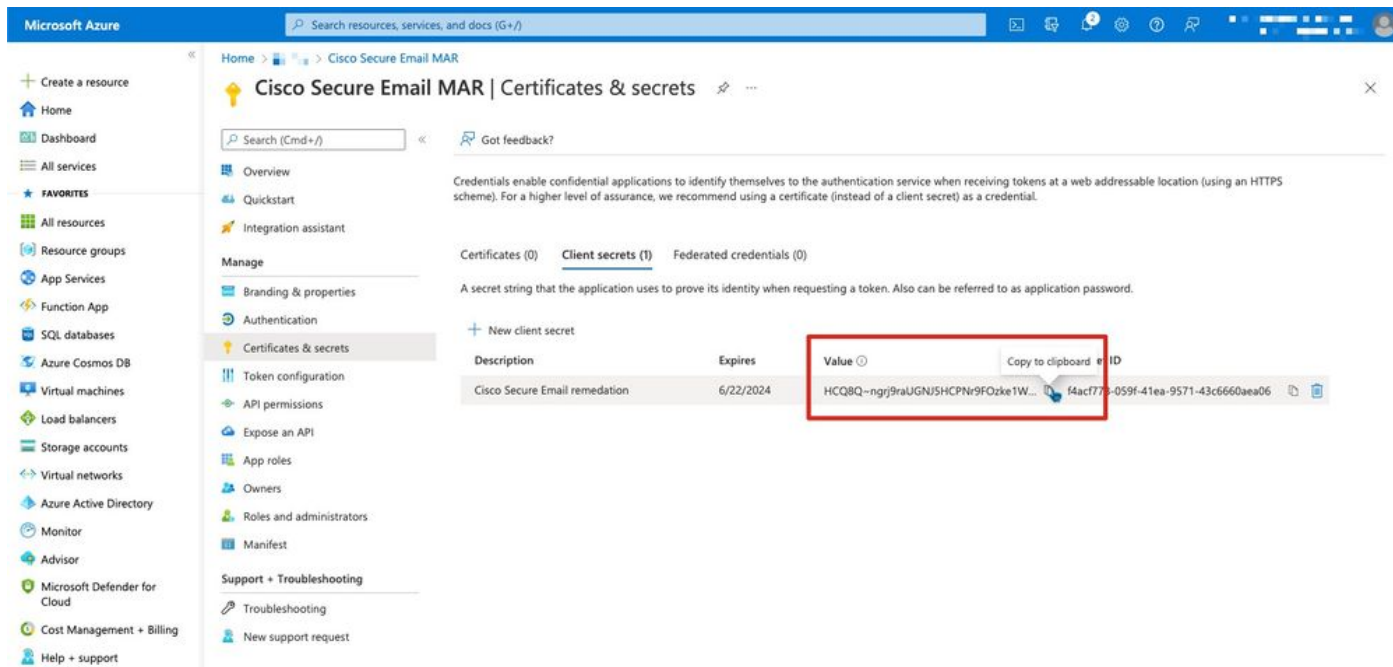 Microsoft Azure
Search resources, services, and docs (G+/)
2
Create a resource
Home
Dashboard
All services
FAVORITES
All resources
Resource groups
App Services
Function App
SQL databases
Azure Cosmos DB
Virtual machines
Load balancers
Storage accounts
Virtual networks
Azure Active Directory
Monitor
Advisor
Microsoft Defender for
Cloud
Cost Management + Billing
Help + support
Home > > Cisco Secure Email MAR
Cisco Secure Email MAR | Certificates & secrets
Search (Cmd+/)
Overview
Quickstart
Integration assistant
Manage
Branding & properties
Authentication
Certificates & secrets
Token configuration
API permissions
Expose an API
App roles
Owners
Roles and administrators
Manifest
Support + Troubleshooting
Troubleshooting
New support request
Got feedback?
Credentials enable confidential applications to identify themselves to the authentication service when receiving tokens at a web addressable location (using an HTTPS
scheme). For a higher level of assurance, we recommend using a certificate (instead of a client secret) as a credential.
Certificates (0) Client secrets (1) Federated credentials (0)
A secret string that the application uses to prove its identity when requesting a token. Also can be referred to as application password.
New client secret
Description Expires Value Copy to clipboard ID
Cisco Secure Email remedation 6/22/2024 HCQ8Q~ngrj9raUGNJ5HCPNr9FOzke1W...